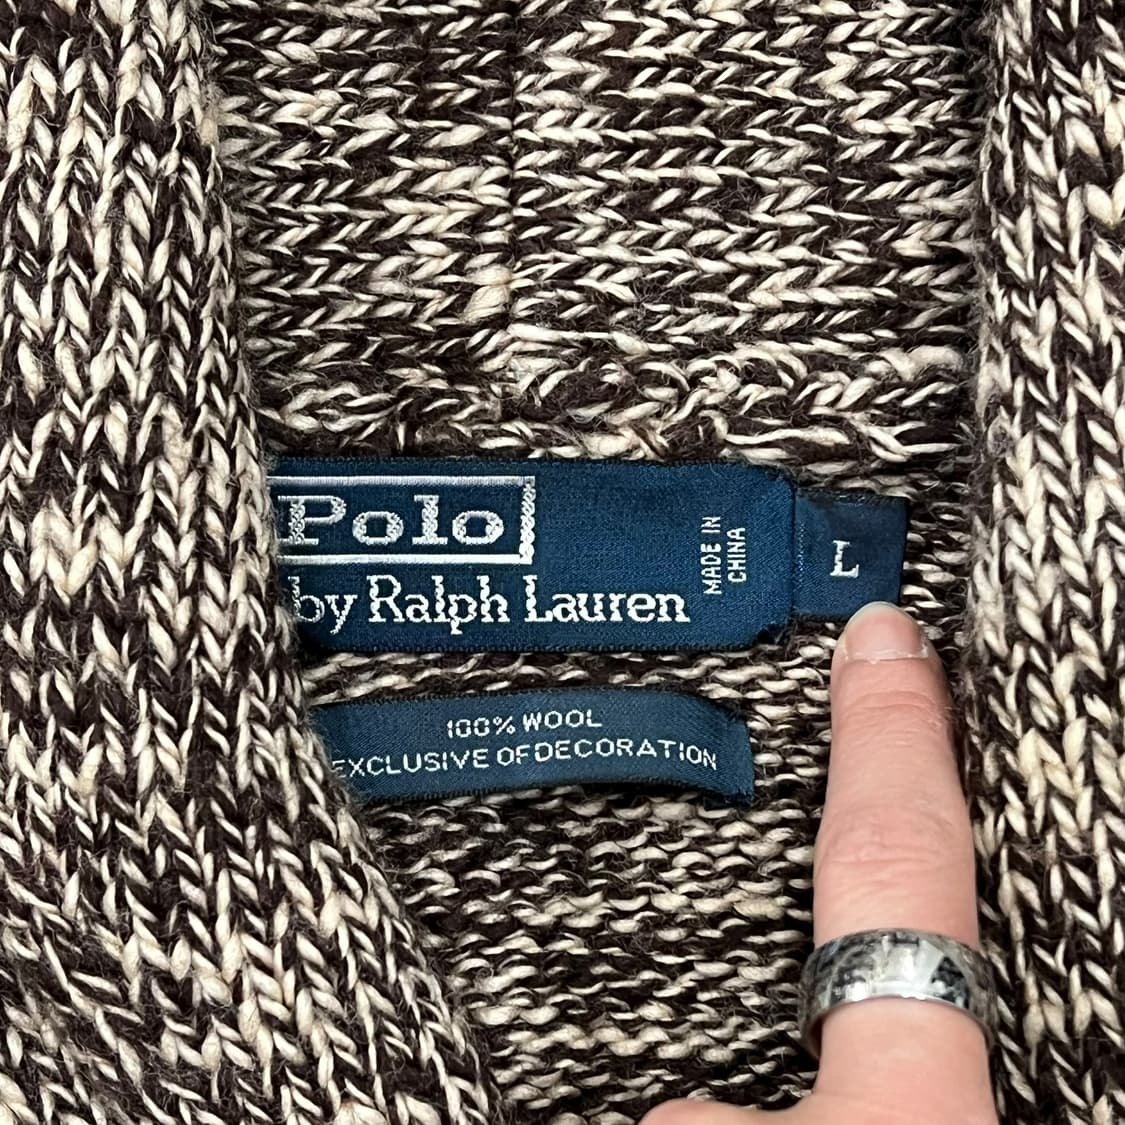 Polo
by Ralph Lauren
MADE IN
CHINA
L
100% WOOL
EXCLUSIVE OF DECORATION